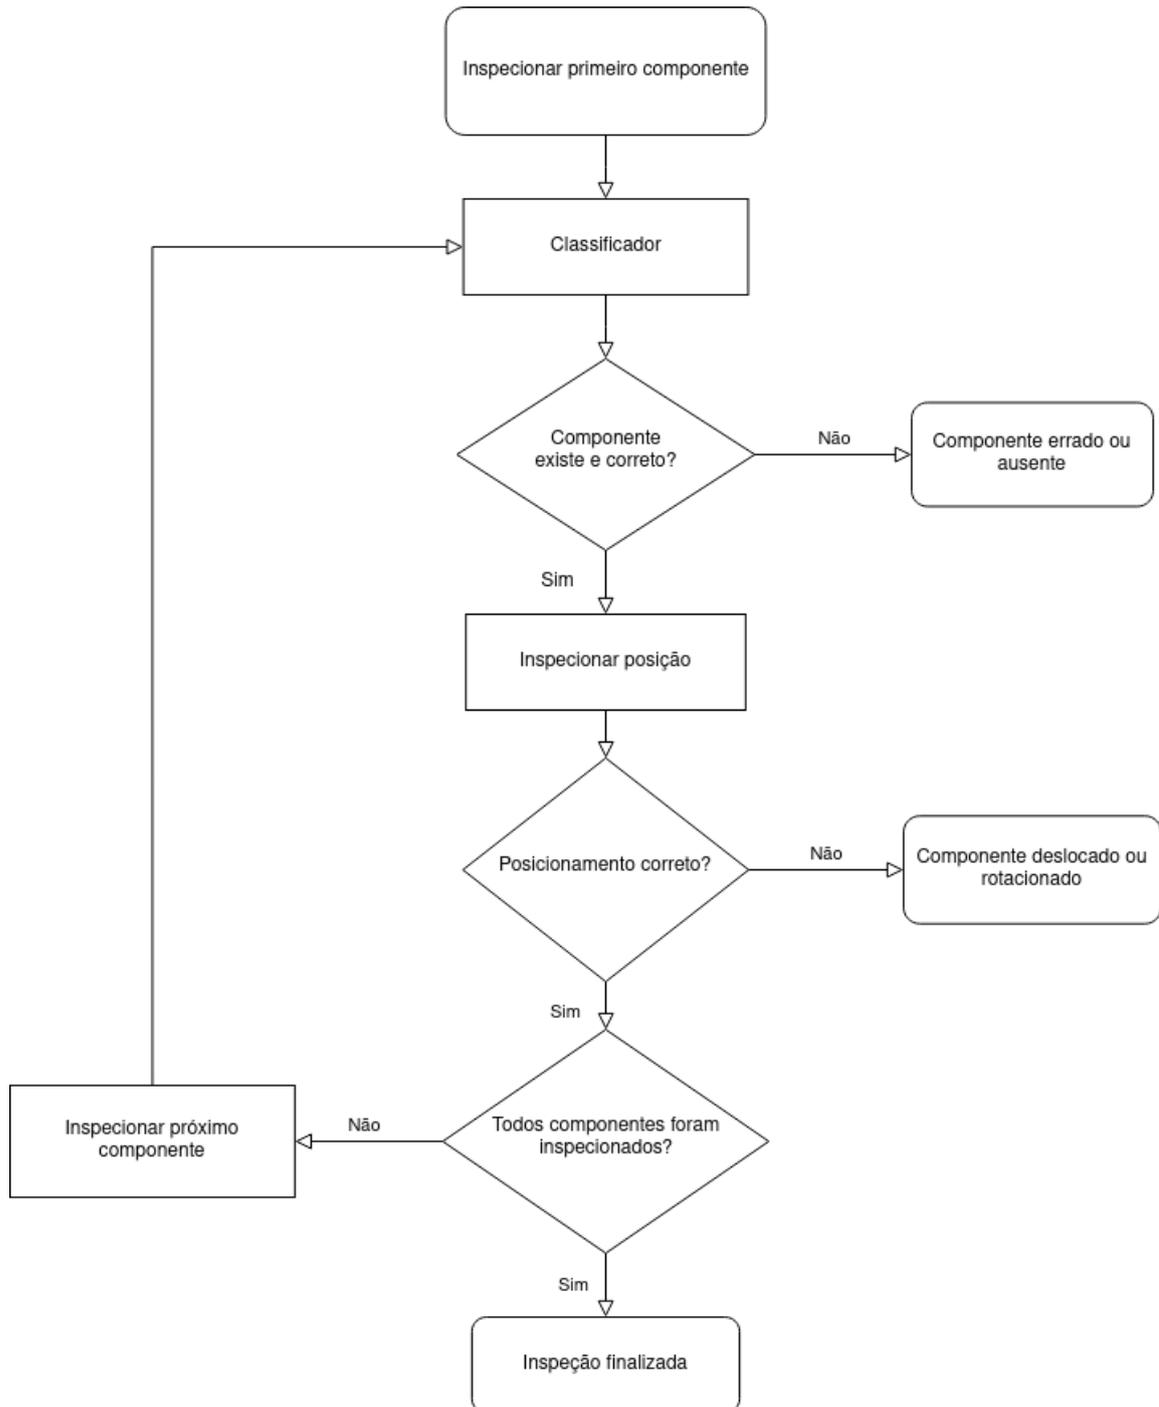 Inspecionar primeiro componente
Classificador
Componente
existe e correto?
Não
Componente errado ou
ausente
Sim
Inspecionar posição
Posicionamento correto?
Não
Componente deslocado ou
rotacionado
Sim
Todos componentes foram
inspecionados?
Não
Inspecionar próximo
componente
Sim
Inspeção finalizada